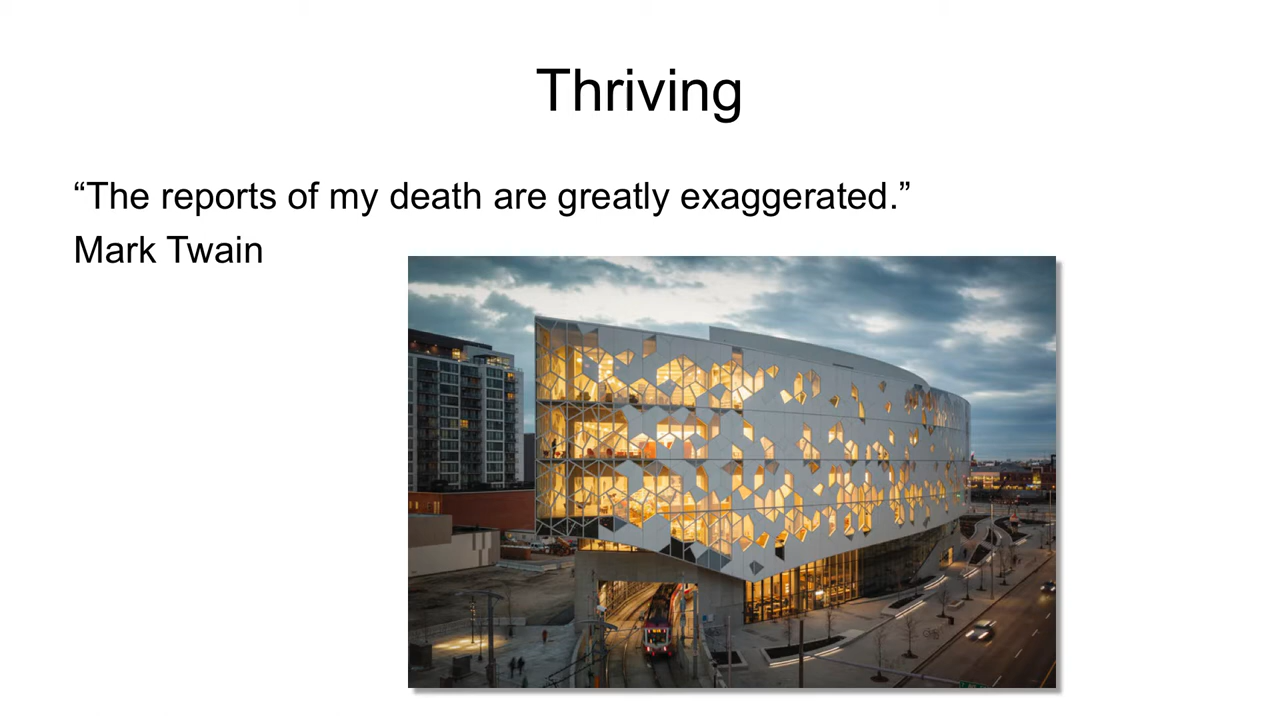 Thriving
“The reports of my death are greatly exaggerated.”
Mark Twain